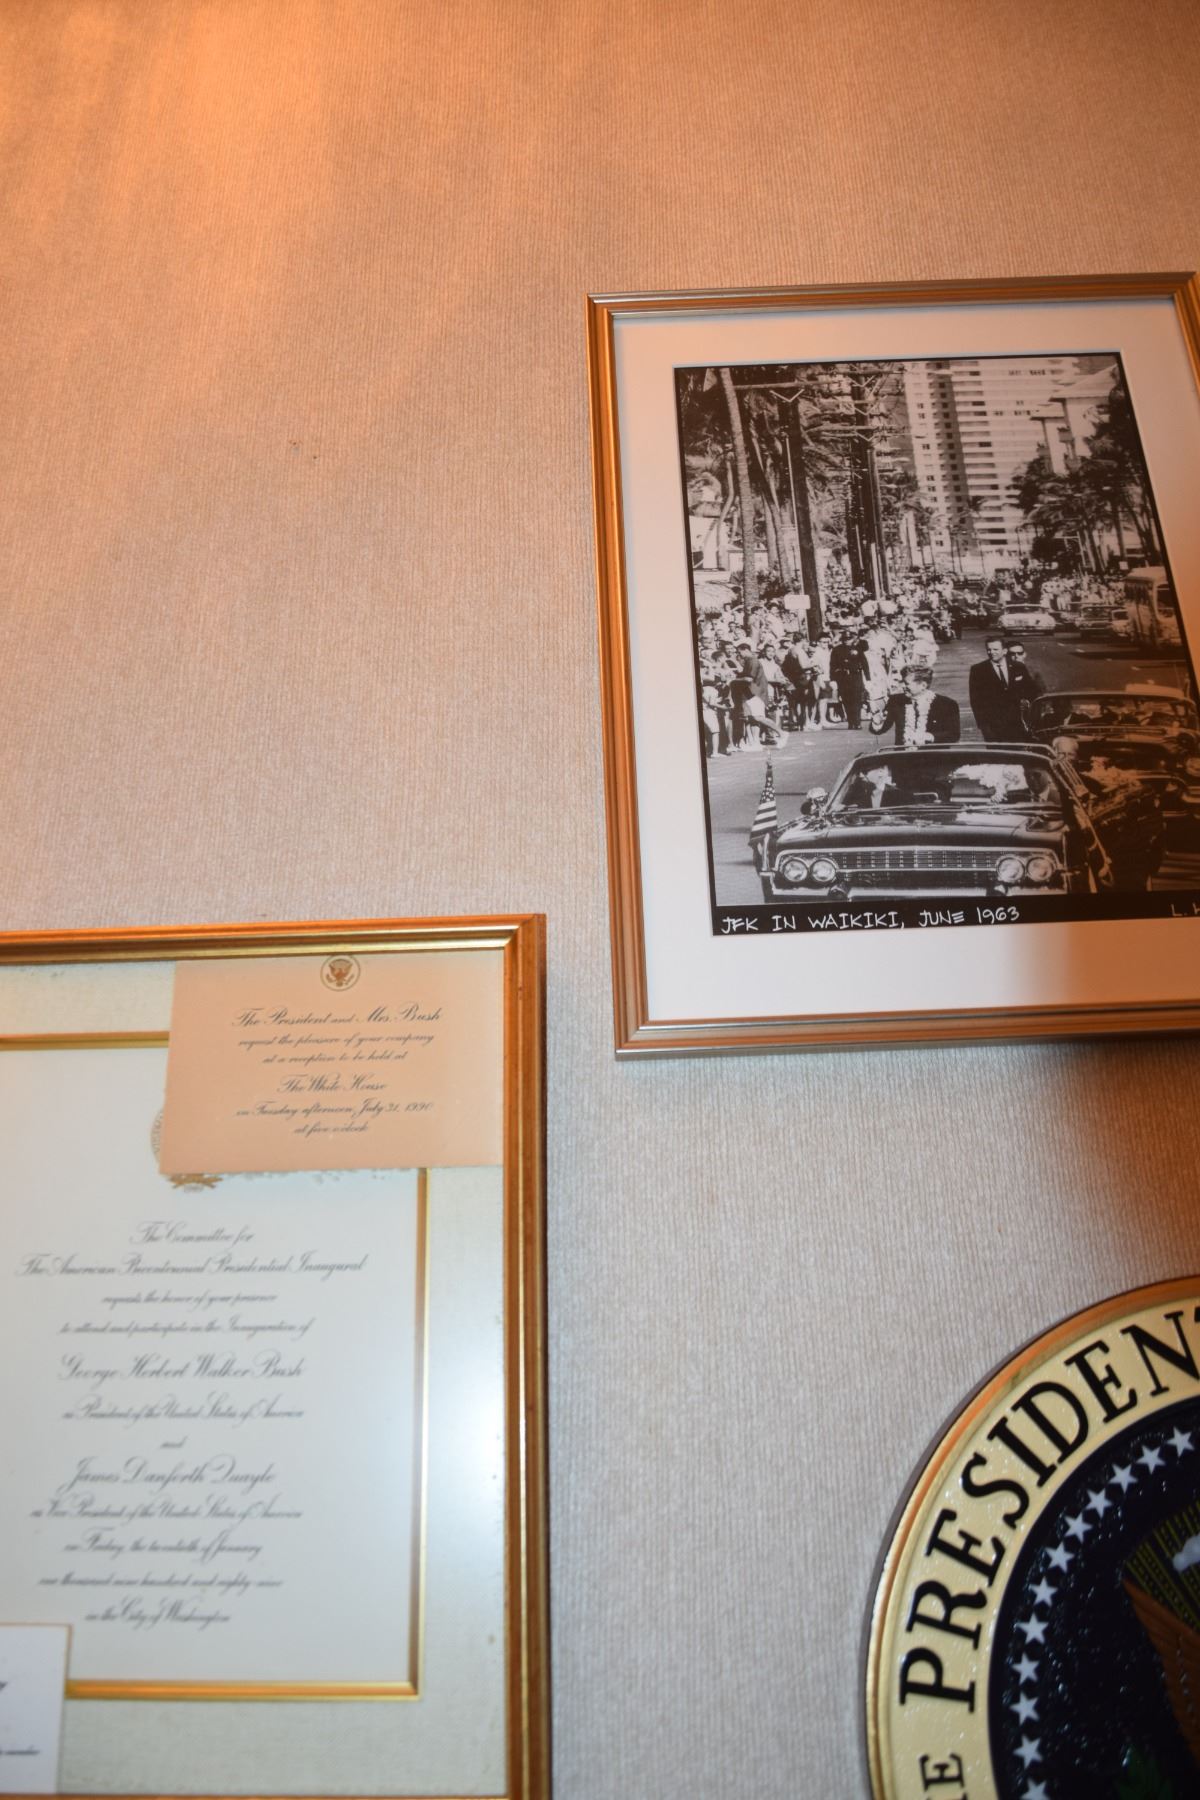 JFK IN WAIKIKI, JUNE 1963
L. H
The President and Mrs. Bush
request the pleasure of your company
at a reception to be held at
The White House
on Tuesday afternoon, July 31, 1990
at five o'clock
The Committee for
The American Bicentennial Presidential Inaugural
requests the honor of your presence
to attend and participate in the Inauguration of
George Herbert Walker Bush
as President of the United States of America
and
James Danforth Quayle
as Vice President of the United States of America
on Friday the twentieth of January
one thousand nine hundred and eighty-nine
in the City of Washington
E PRESIDENT